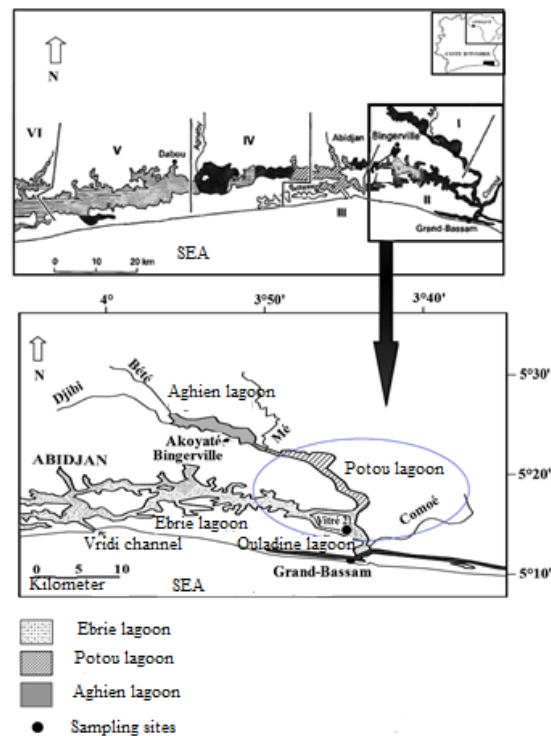 COTE D'IVOIRE
N
VI
V
IV
I
Dabou
Abidjan
Bingerville
II
III
Grand-Bassam
SEA
0 10 20 km
4° 3°50' 3°40'
N
5°30'
Bété
Djibi
Aghien lagoon
Mé
Akoyaté
Bingerville
Potou lagoon
5°20'
ABIDJAN
Comoé
Vitré 2
Ebrie lagoon
Vridi channel
Ouladine lagoon
0 5 10
Kilometer
Grand-Bassam
5°10'
SEA
Ebrie lagoon
Potou lagoon
Aghien lagoon
Sampling sites